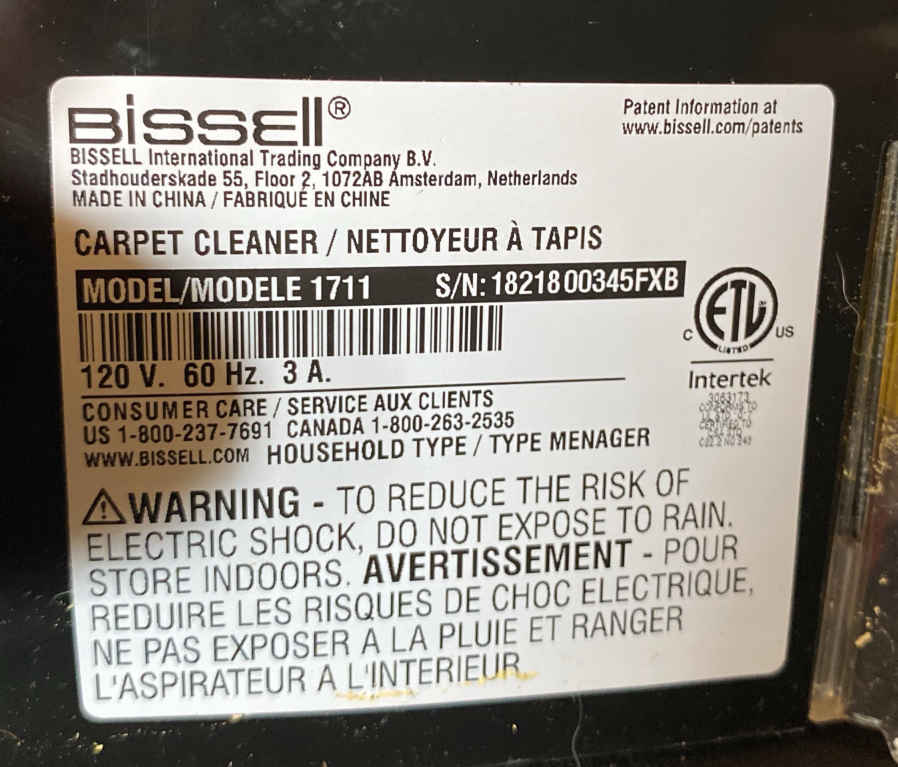 BISSELL®
Patent Information at
www.bissell.com/patents
BISSELL International Trading Company B.V.
Stadhouderskade 55, Floor 2, 1072AB Amsterdam, Netherlands
MADE IN CHINA / FABRIQUÉ EN CHINE
CARPET CLEANER / NETTOYEUR À TAPIS
MODEL/MODELE 1711 S/N: 1821800345FXB
C ETL US
LISTED
Intertek
3063173
120 V. 60 Hz. 3 A.
CONSUMER CARE / SERVICE AUX CLIENTS
US 1-800-237-7691 CANADA 1-800-263-2535
WWW.BISSELL.COM HOUSEHOLD TYPE / TYPE MENAGER
WARNING - TO REDUCE THE RISK OF
ELECTRIC SHOCK, DO NOT EXPOSE TO RAIN.
STORE INDOORS. AVERTISSEMENT - POUR
REDUIRE LES RISQUES DE CHOC ELECTRIQUE,
NE PAS EXPOSER A LA PLUIE ET RANGER
L'ASPIRATEUR A L'INTERIEUR